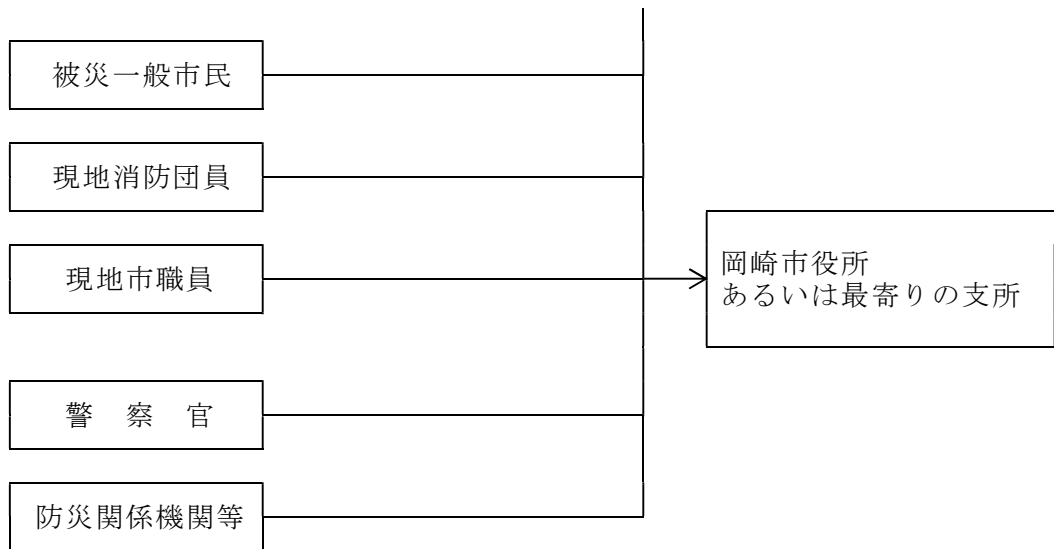 被災一般市民
現地消防団員
現地市職員
岡崎市役所
あるいは最寄りの支所
警　察　官
防災関係機関等